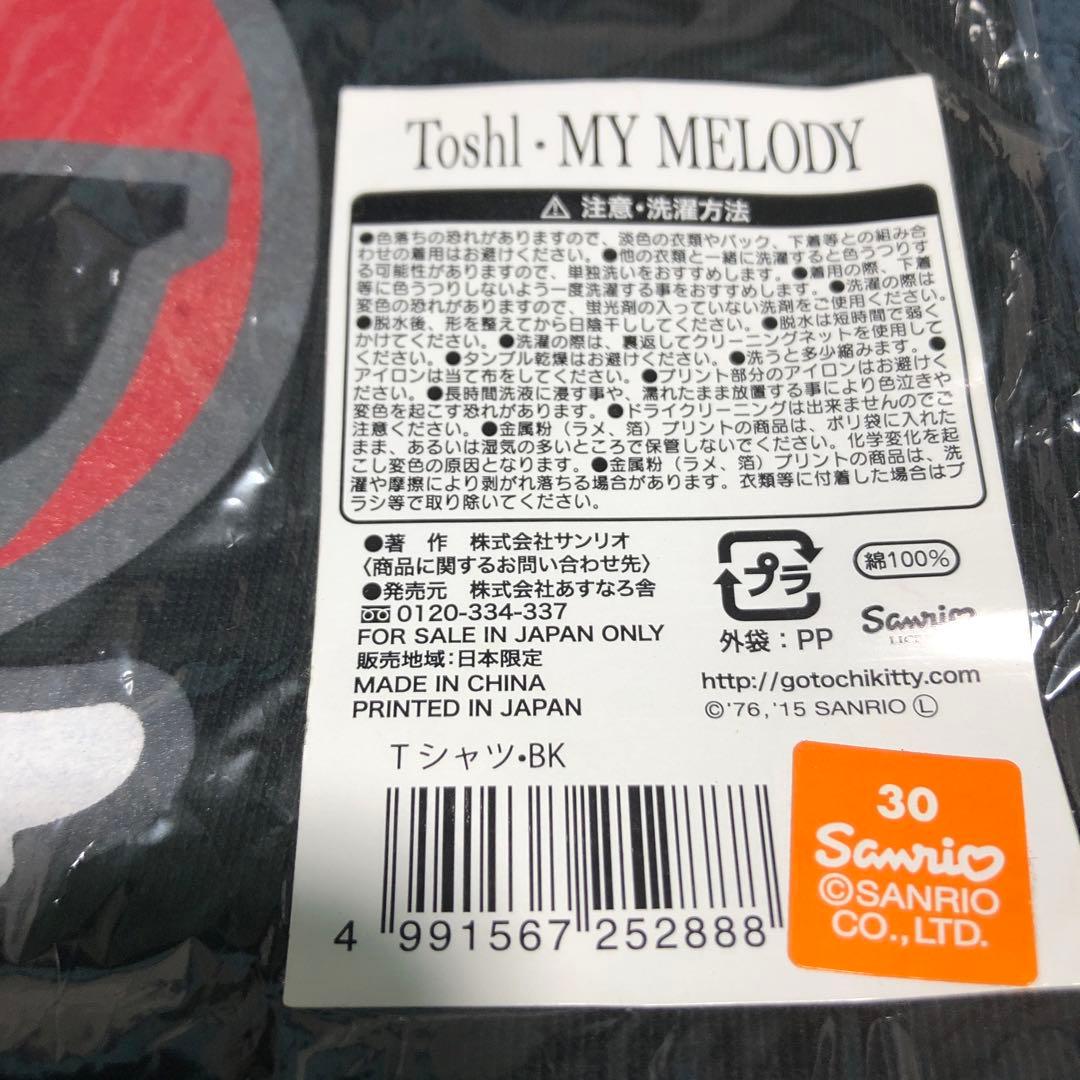 Toshl・MY MELODY
⚠ 注意・洗濯方法
●色落ちの恐れがありますので、淡色の衣類やバック、下着等との組み合
わせの着用はお避けください。●他の衣類と一緒に洗濯すると色うつりす
る可能性がありますので、単独洗いをおすすめします。●着用の際、下着
等に色うつりしないよう一度洗濯する事をおすすめします。●洗濯の際は
変色の恐れがありますので、蛍光剤の入っていない洗剤をご使用ください。
●脱水後、形を整えてから日陰干ししてください。●脱水は短時間で弱く
かけてください。●洗濯の際は、裏返してクリーニングネットを使用して
ください。●タンブル乾燥はお避けください。●洗うと多少縮みます。●
アイロンは当て布をしてください。●プリント部分のアイロンはお避けく
ださい。●長時間洗液に浸す事や、濡れたまま放置する事により色泣きや
変色を起こす恐れがあります。●ドライクリーニングは出来ませんのでご
注意ください。●金属粉（ラメ、箔）プリントの商品は、ポリ袋に入れた
まま、あるいは湿気の多いところで保管しないでください。化学変化を起
こし変色の原因となります。●金属粉（ラメ、箔）プリントの商品は、洗
濯や摩擦により剥がれ落ちる場合があります。衣類等に付着した場合はブ
ラシ等で取り除いてください。
●著 作 株式会社サンリオ
〈商品に関するお問い合わせ先〉
●発売元 株式会社あすなろ舎
0120-334-337
FOR SALE IN JAPAN ONLY
販売地域:日本限定
MADE IN CHINA
PRINTED IN JAPAN
プラ
外袋：PP
綿100%
Sanrio
http://gotochikitty.com
©'76,'15 SANRIO Ⓛ
Tシャツ•BK
4 991567 252888
30
Sanrio
©SANRIO
CO.,LTD.